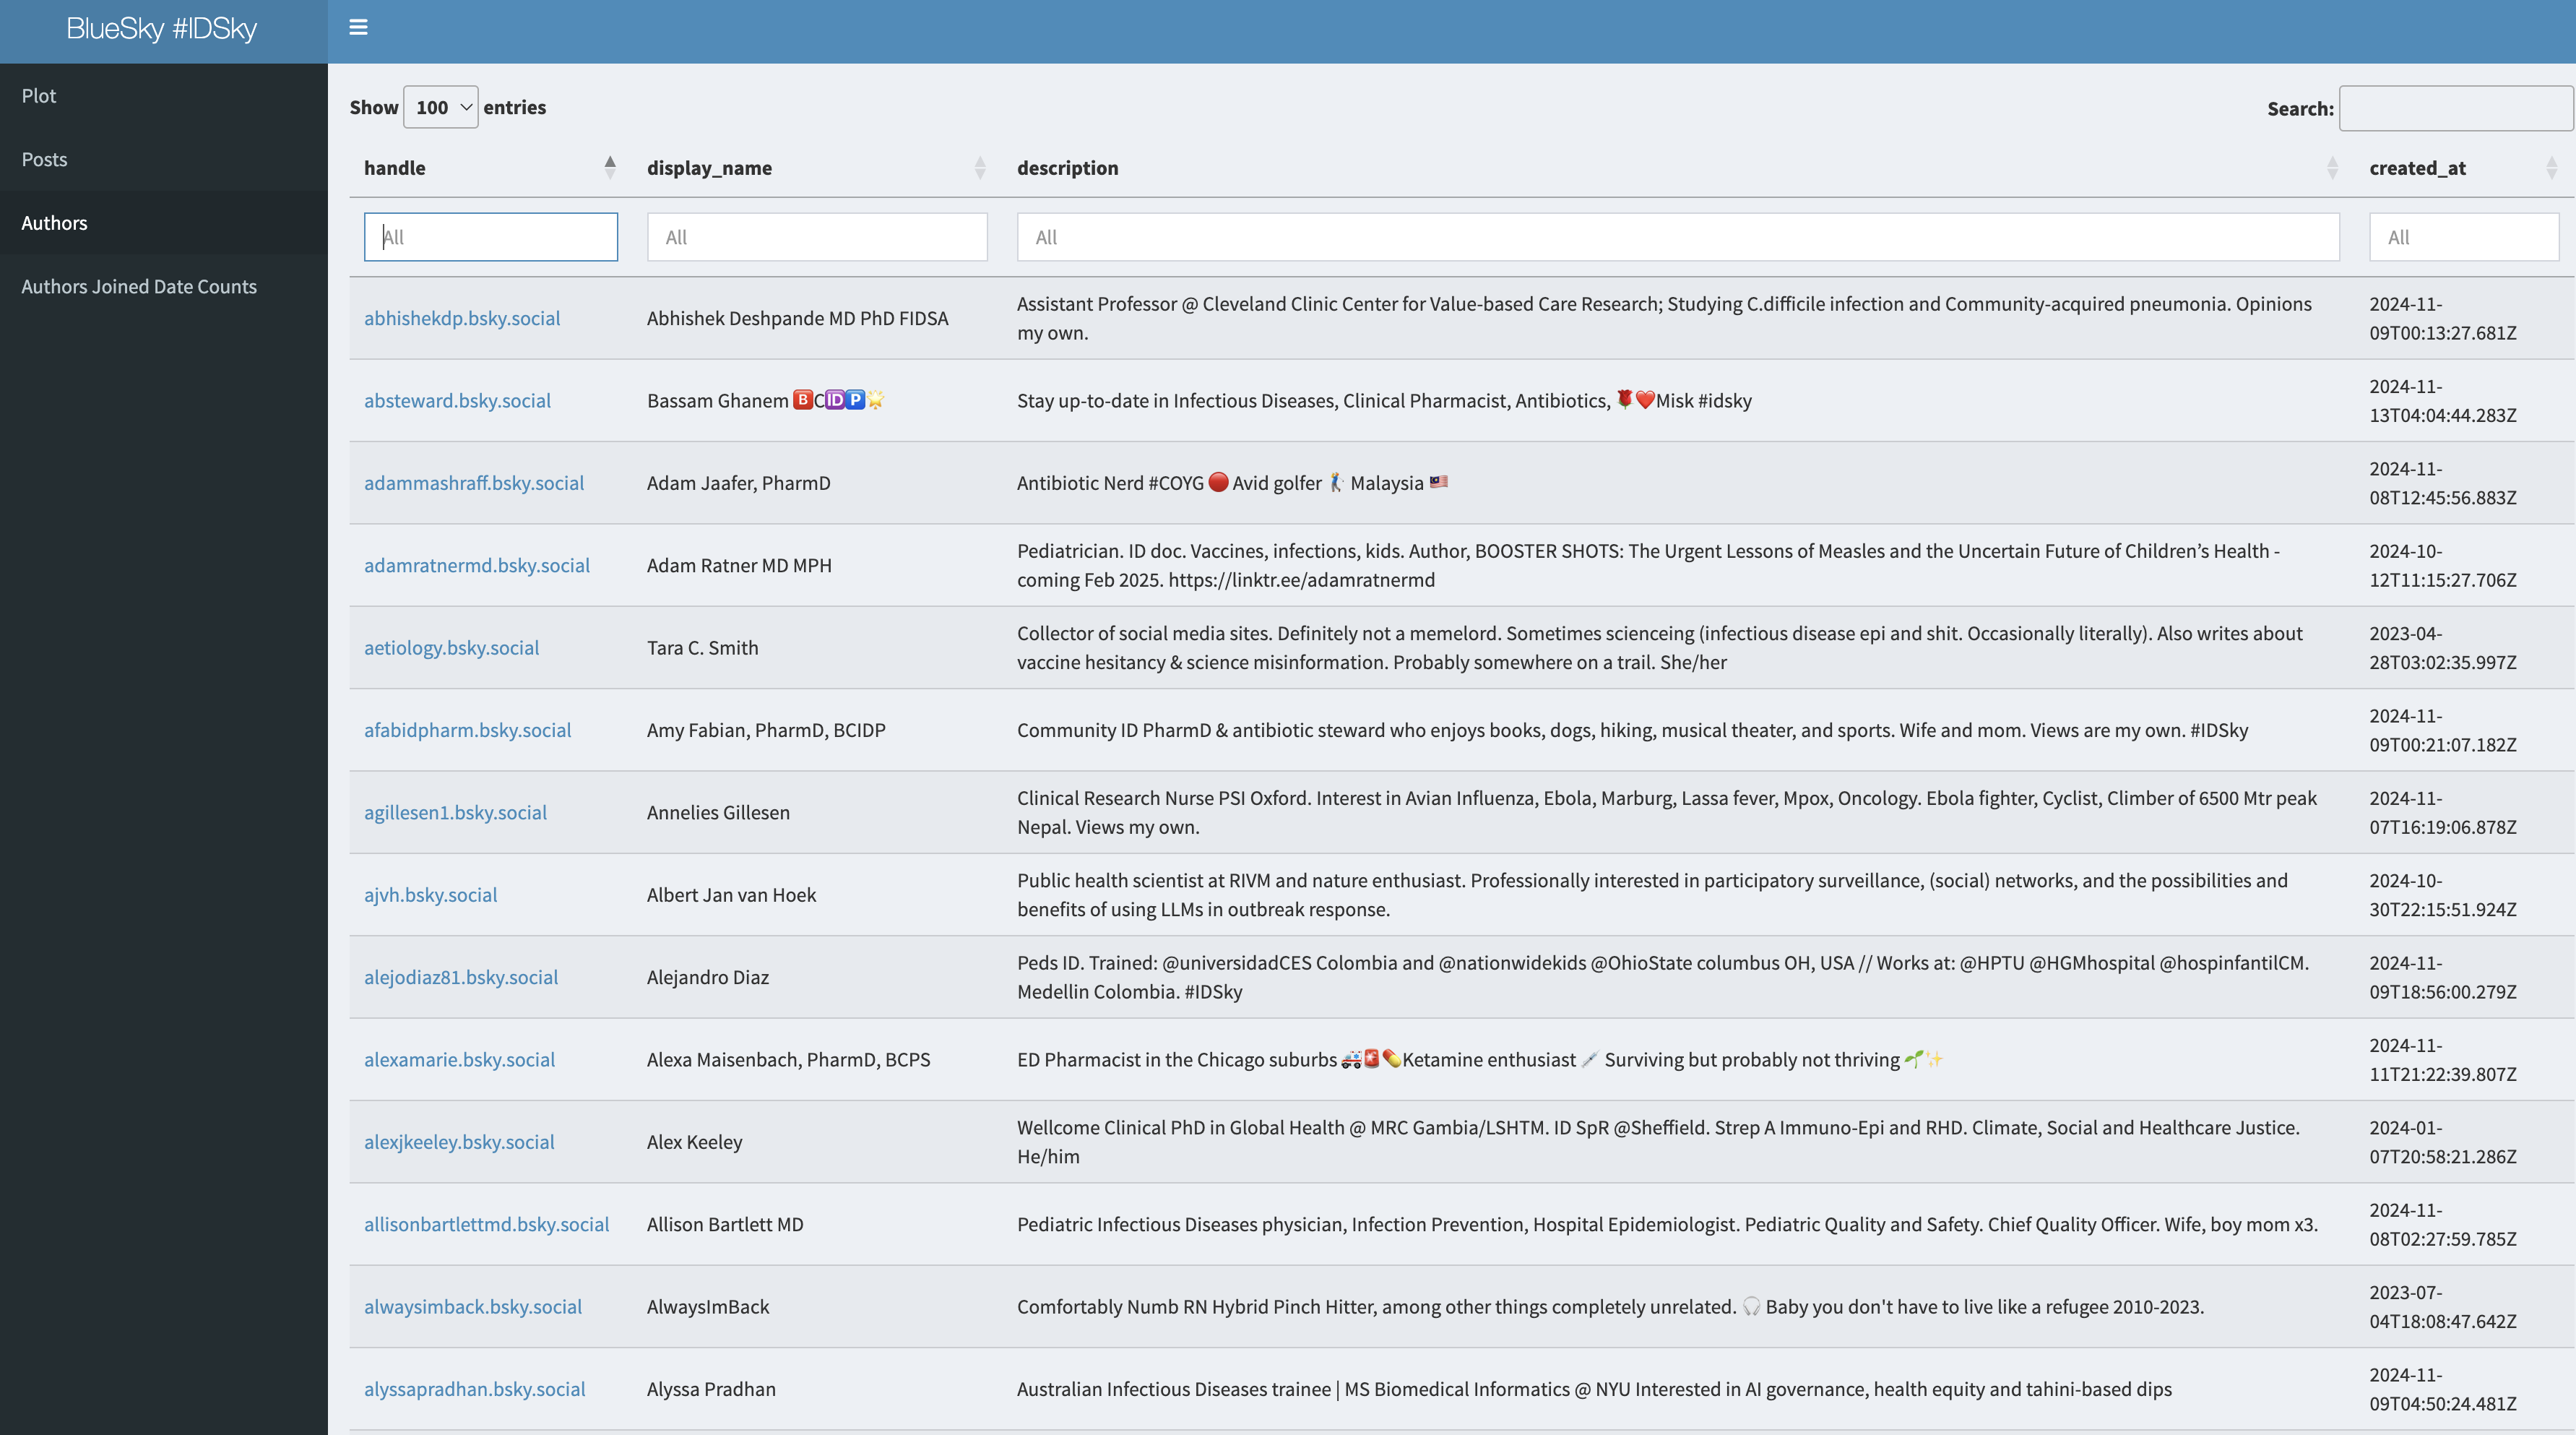 BlueSky #IDSky
Plot
Posts
Authors
Authors Joined Date Counts
Show 100 entries
Search:
handle display_name description created_at
All All All All
abhishekdp.bsky.social Abhishek Deshpande MD PhD FIDSA Assistant Professor @ Cleveland Clinic Center for Value-based Care Research; Studying C.difficile infection and Community-acquired pneumonia. Opinions
my own.
2024-11-
09T00:13:27.681Z
absteward.bsky.social Bassam Ghanem 🅱️C🆔🅿️🌟 Stay up-to-date in Infectious Diseases, Clinical Pharmacist, Antibiotics, 🌹❤️Misk #idsky
2024-11-
13T04:04:44.283Z
adammashraff.bsky.social Adam Jaafer, PharmD Antibiotic Nerd #COYG 🔴 Avid golfer 🏌️ Malaysia 🇲🇾
2024-11-
08T12:45:56.883Z
adamratnermd.bsky.social Adam Ratner MD MPH Pediatrician. ID doc. Vaccines, infections, kids. Author, BOOSTER SHOTS: The Urgent Lessons of Measles and the Uncertain Future of Children’s Health -
coming Feb 2025. https://linktr.ee/adamratnermd
2024-10-
12T11:15:27.706Z
aetiology.bsky.social Tara C. Smith Collector of social media sites. Definitely not a memelord. Sometimes scienceing (infectious disease epi and shit. Occasionally literally). Also writes about
vaccine hesitancy & science misinformation. Probably somewhere on a trail. She/her
2023-04-
28T03:02:35.997Z
afabidpharm.bsky.social Amy Fabian, PharmD, BCIDP Community ID PharmD & antibiotic steward who enjoys books, dogs, hiking, musical theater, and sports. Wife and mom. Views are my own. #IDSky
2024-11-
09T00:21:07.182Z
agillesen1.bsky.social Annelies Gillesen Clinical Research Nurse PSI Oxford. Interest in Avian Influenza, Ebola, Marburg, Lassa fever, Mpox, Oncology. Ebola fighter, Cyclist, Climber of 6500 Mtr peak
Nepal. Views my own.
2024-11-
07T16:19:06.878Z
ajvh.bsky.social Albert Jan van Hoek Public health scientist at RIVM and nature enthusiast. Professionally interested in participatory surveillance, (social) networks, and the possibilities and
benefits of using LLMs in outbreak response.
2024-10-
30T22:15:51.924Z
alejodiaz81.bsky.social Alejandro Diaz Peds ID. Trained: @universidadCES Colombia and @nationwidekids @OhioState columbus OH, USA // Works at: @HPTU @HGMhospital @hospinfantilCM.
Medellin Colombia. #IDSky
2024-11-
09T18:56:00.279Z
alexamarie.bsky.social Alexa Maisenbach, PharmD, BCPS ED Pharmacist in the Chicago suburbs 🚑🚨💊Ketamine enthusiast 💉 Surviving but probably not thriving 🌱✨
2024-11-
11T21:22:39.807Z
alexjkeeley.bsky.social Alex Keeley Wellcome Clinical PhD in Global Health @ MRC Gambia/LSHTM. ID SpR @Sheffield. Strep A Immuno-Epi and RHD. Climate, Social and Healthcare Justice.
He/him
2024-01-
07T20:58:21.286Z
allisonbartlettmd.bsky.social Allison Bartlett MD Pediatric Infectious Diseases physician, Infection Prevention, Hospital Epidemiologist. Pediatric Quality and Safety. Chief Quality Officer. Wife, boy mom x3.
2024-11-
08T02:27:59.785Z
alwaysimback.bsky.social AlwaysImBack Comfortably Numb RN Hybrid Pinch Hitter, among other things completely unrelated. Baby you don't have to live like a refugee 2010-2023.
2023-07-
04T18:08:47.642Z
alyssapradhan.bsky.social Alyssa Pradhan Australian Infectious Diseases trainee | MS Biomedical Informatics @ NYU Interested in AI governance, health equity and tahini-based dips
2024-11-
09T04:50:24.481Z